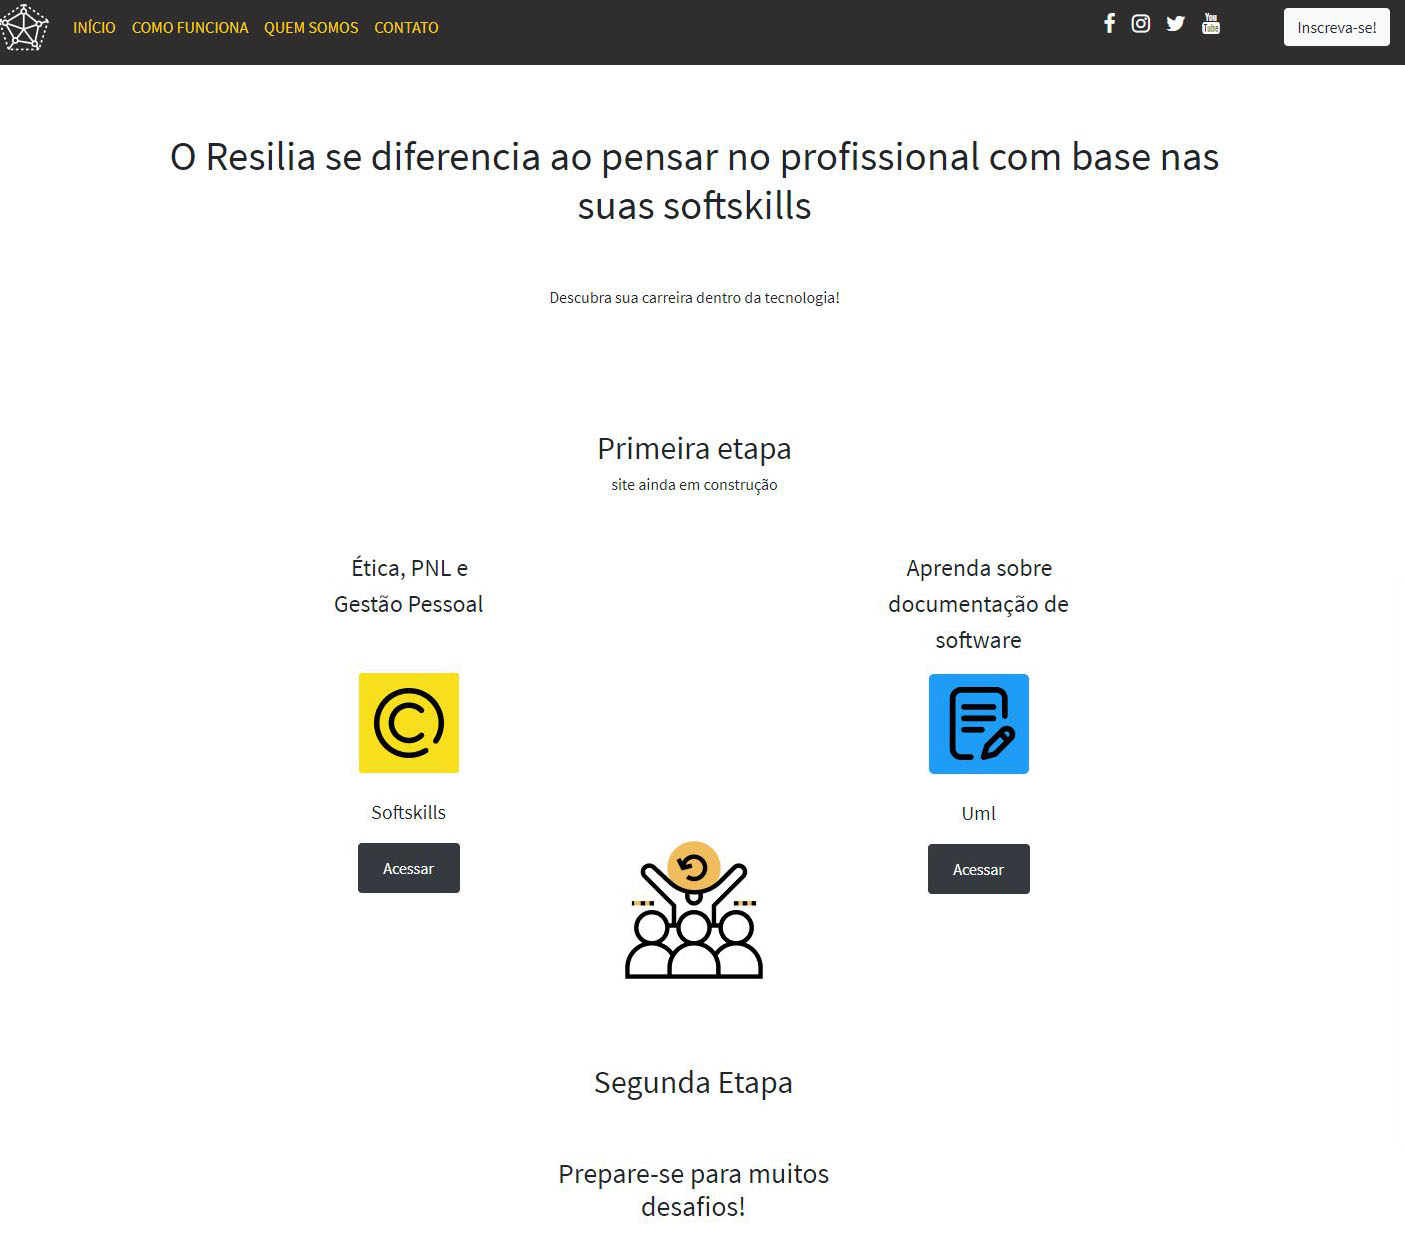 INÍCIO COMO FUNCIONA QUEM SOMOS CONTATO
You
Tube
Inscreva-se!
O Resilia se diferencia ao pensar no profissional com base nas
suas softskills
Descubra sua carreira dentro da tecnologia!
Primeira etapa
site ainda em construção
Ética, PNL e
Gestão Pessoal
Softskills
Acessar
Aprenda sobre
documentação de
software
Uml
Acessar
Segunda Etapa
Prepare-se para muitos
desafios!